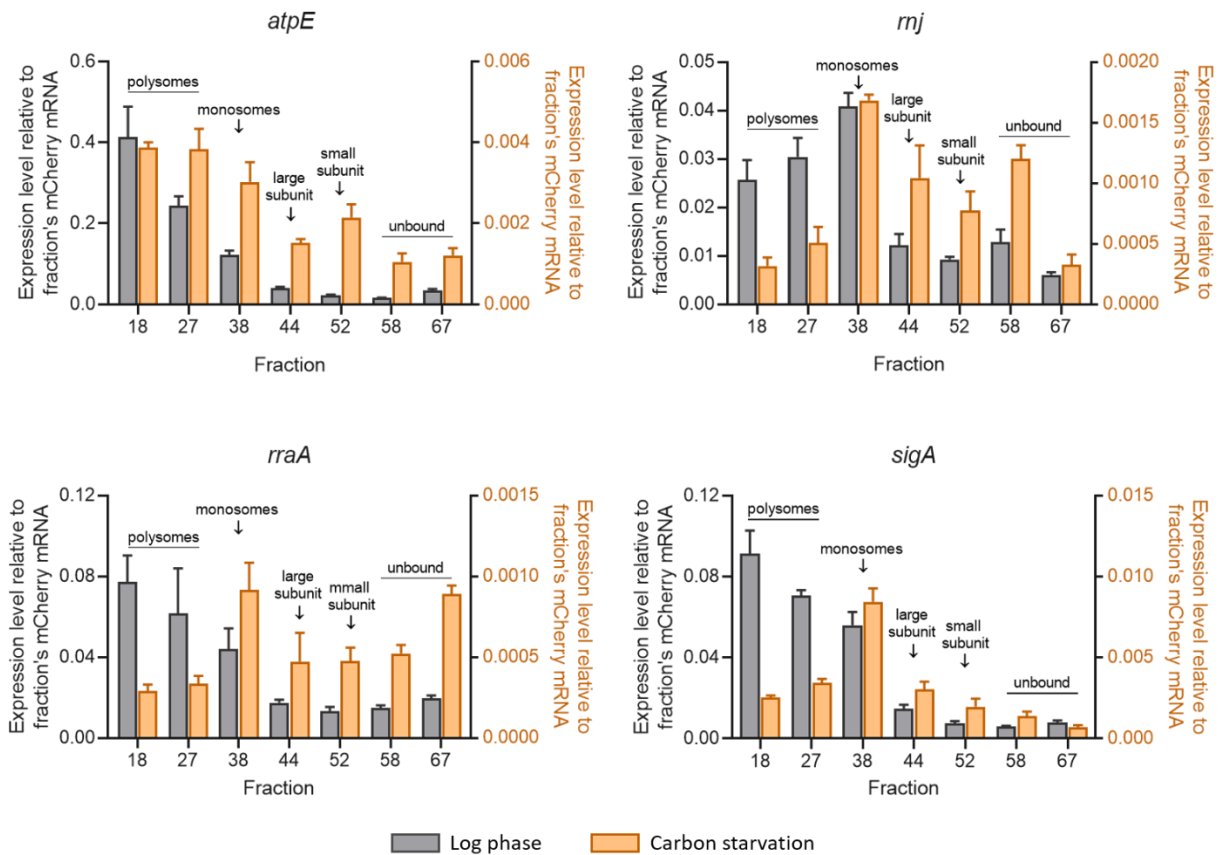 atpE
Expression level relative to
fraction's mCherry mRNA
0.6
0.4
0.2
0.0
polysomes
monosomes
large
subunit
small
subunit
unbound
0.006
0.004
0.002
0.000
Expression level relative to
fraction's mCherry mRNA
18 27 38 44 52 58 67
Fraction
rnj
Expression level relative to
fraction's mCherry mRNA
0.05
0.04
0.03
0.02
0.01
0.00
polysomes
monosomes
large
subunit
small
subunit
unbound
0.0020
0.0015
0.0010
0.0005
0.0000
Expression level relative to
fraction's mCherry mRNA
18 27 38 44 52 58 67
Fraction
rraA
Expression level relative to
fraction's mCherry mRNA
0.12
0.08
0.04
0.00
polysomes
monosomes
large
subunit
mmall
subunit
unbound
0.0015
0.0010
0.0005
0.0000
Expression level relative to
fraction's mCherry mRNA
18 27 38 44 52 58 67
Fraction
sigA
Expression level relative to
fraction's mCherry mRNA
0.12
0.08
0.04
0.00
polysomes
monosomes
large
subunit
small
subunit
unbound
0.015
0.010
0.005
0.000
Expression level relative to
fraction's mCherry mRNA
18 27 38 44 52 58 67
Fraction
Log phase
Carbon starvation